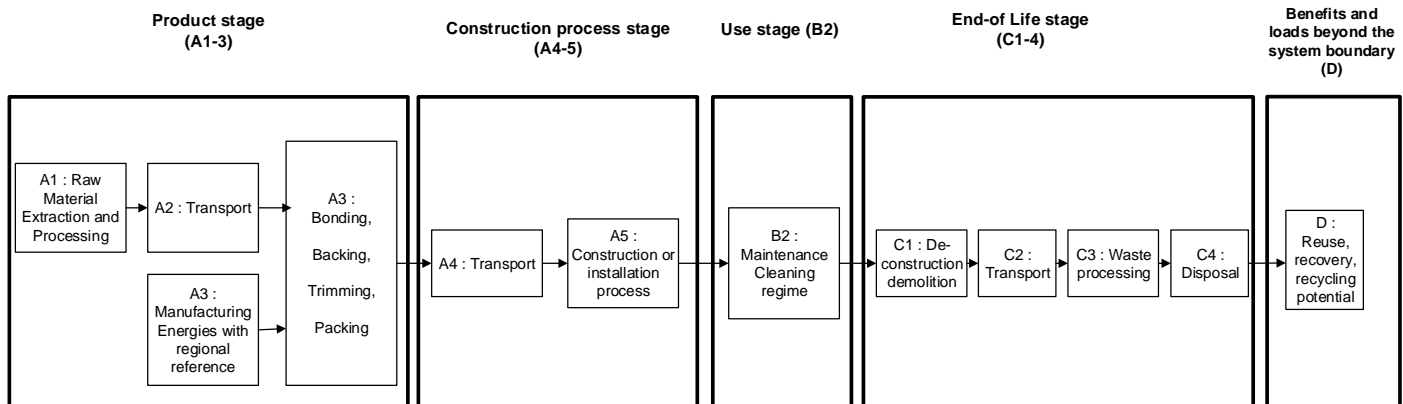 Product stage
(A1-3)
Construction process stage
(A4-5)
Use stage (B2)
End-of Life stage
(C1-4)
Benefits and
loads beyond the
system boundary
(D)
A1 : Raw
Material
Extraction and
Processing
A2 : Transport
A3 :
Manufacturing
Energies with
regional
reference
A3 :
Bonding,
Backing,
Trimming,
Packing
A4 : Transport
A5 :
Construction or
installation
process
B2 :
Maintenance
Cleaning
regime
C1 : De-
construction
demolition
C2 :
Transport
C3 : Waste
processing
C4 :
Disposal
D :
Reuse,
recovery,
recycling
potential